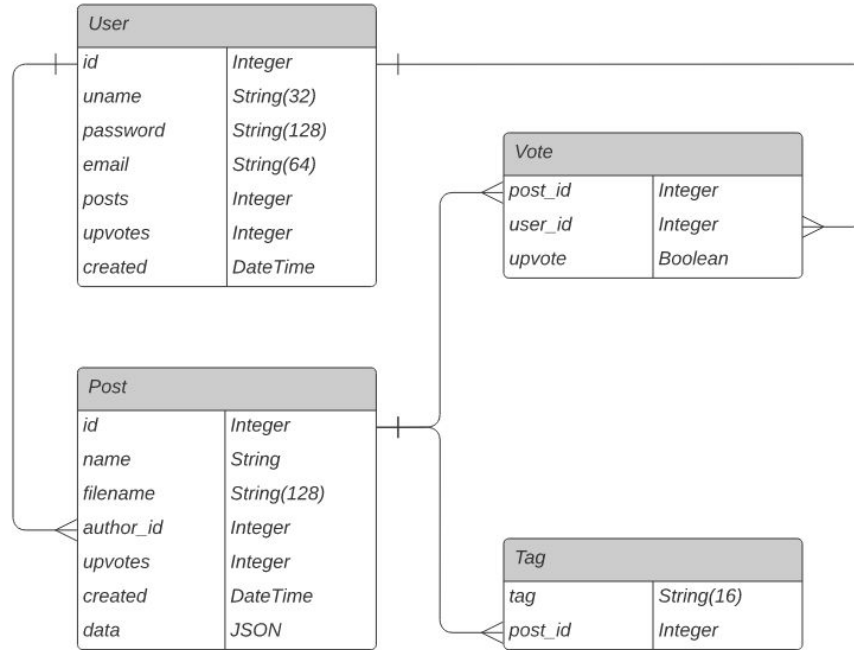 User
id Integer
uname String(32)
password String(128)
email String(64)
posts Integer
upvotes Integer
created DateTime
Vote
post_id Integer
user_id Integer
upvote Boolean
Post
id Integer
name String
filename String(128)
author_id Integer
upvotes Integer
created DateTime
data JSON
Tag
tag String(16)
post_id Integer